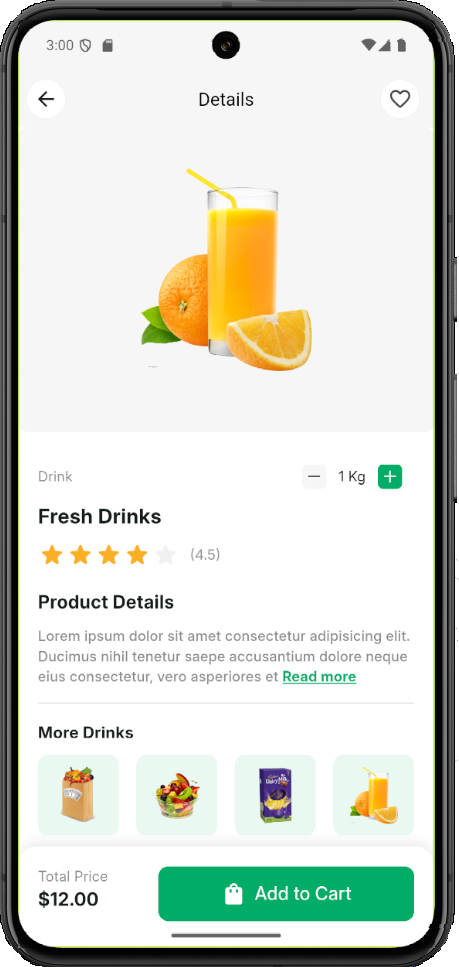 3:00
Details
Drink
1 Kg
Fresh Drinks
(4.5)
Product Details
Lorem ipsum dolor sit amet consectetur adipisicing elit.
Ducimus nihil tenetur saepe accusantium dolore neque
eius consectetur, vero asperiores et Read more
More Drinks
Dairy Milk
Total Price
$12.00
Add to Cart